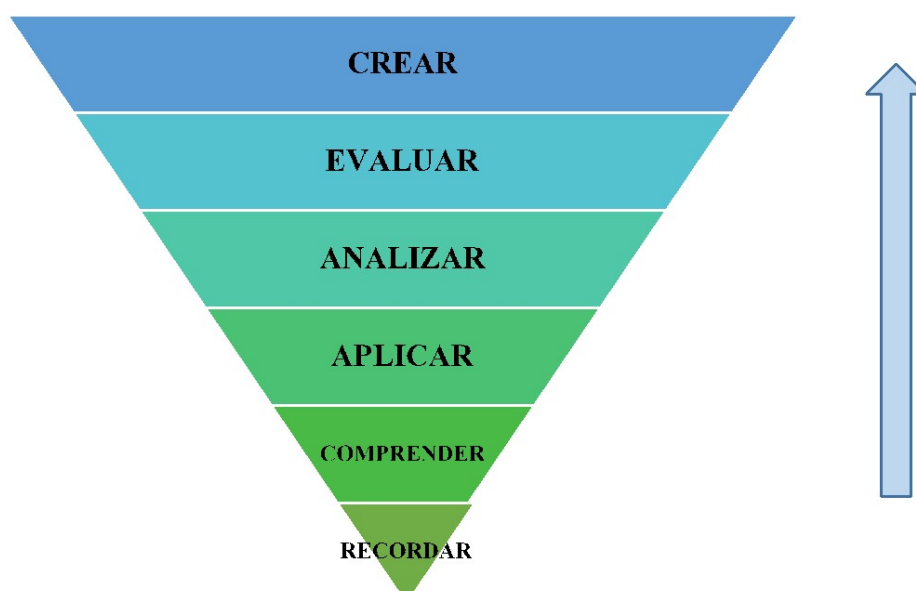 CREAR
EVALUAR
ANALIZAR
APLICAR
COMPRENDER
RECORDAR